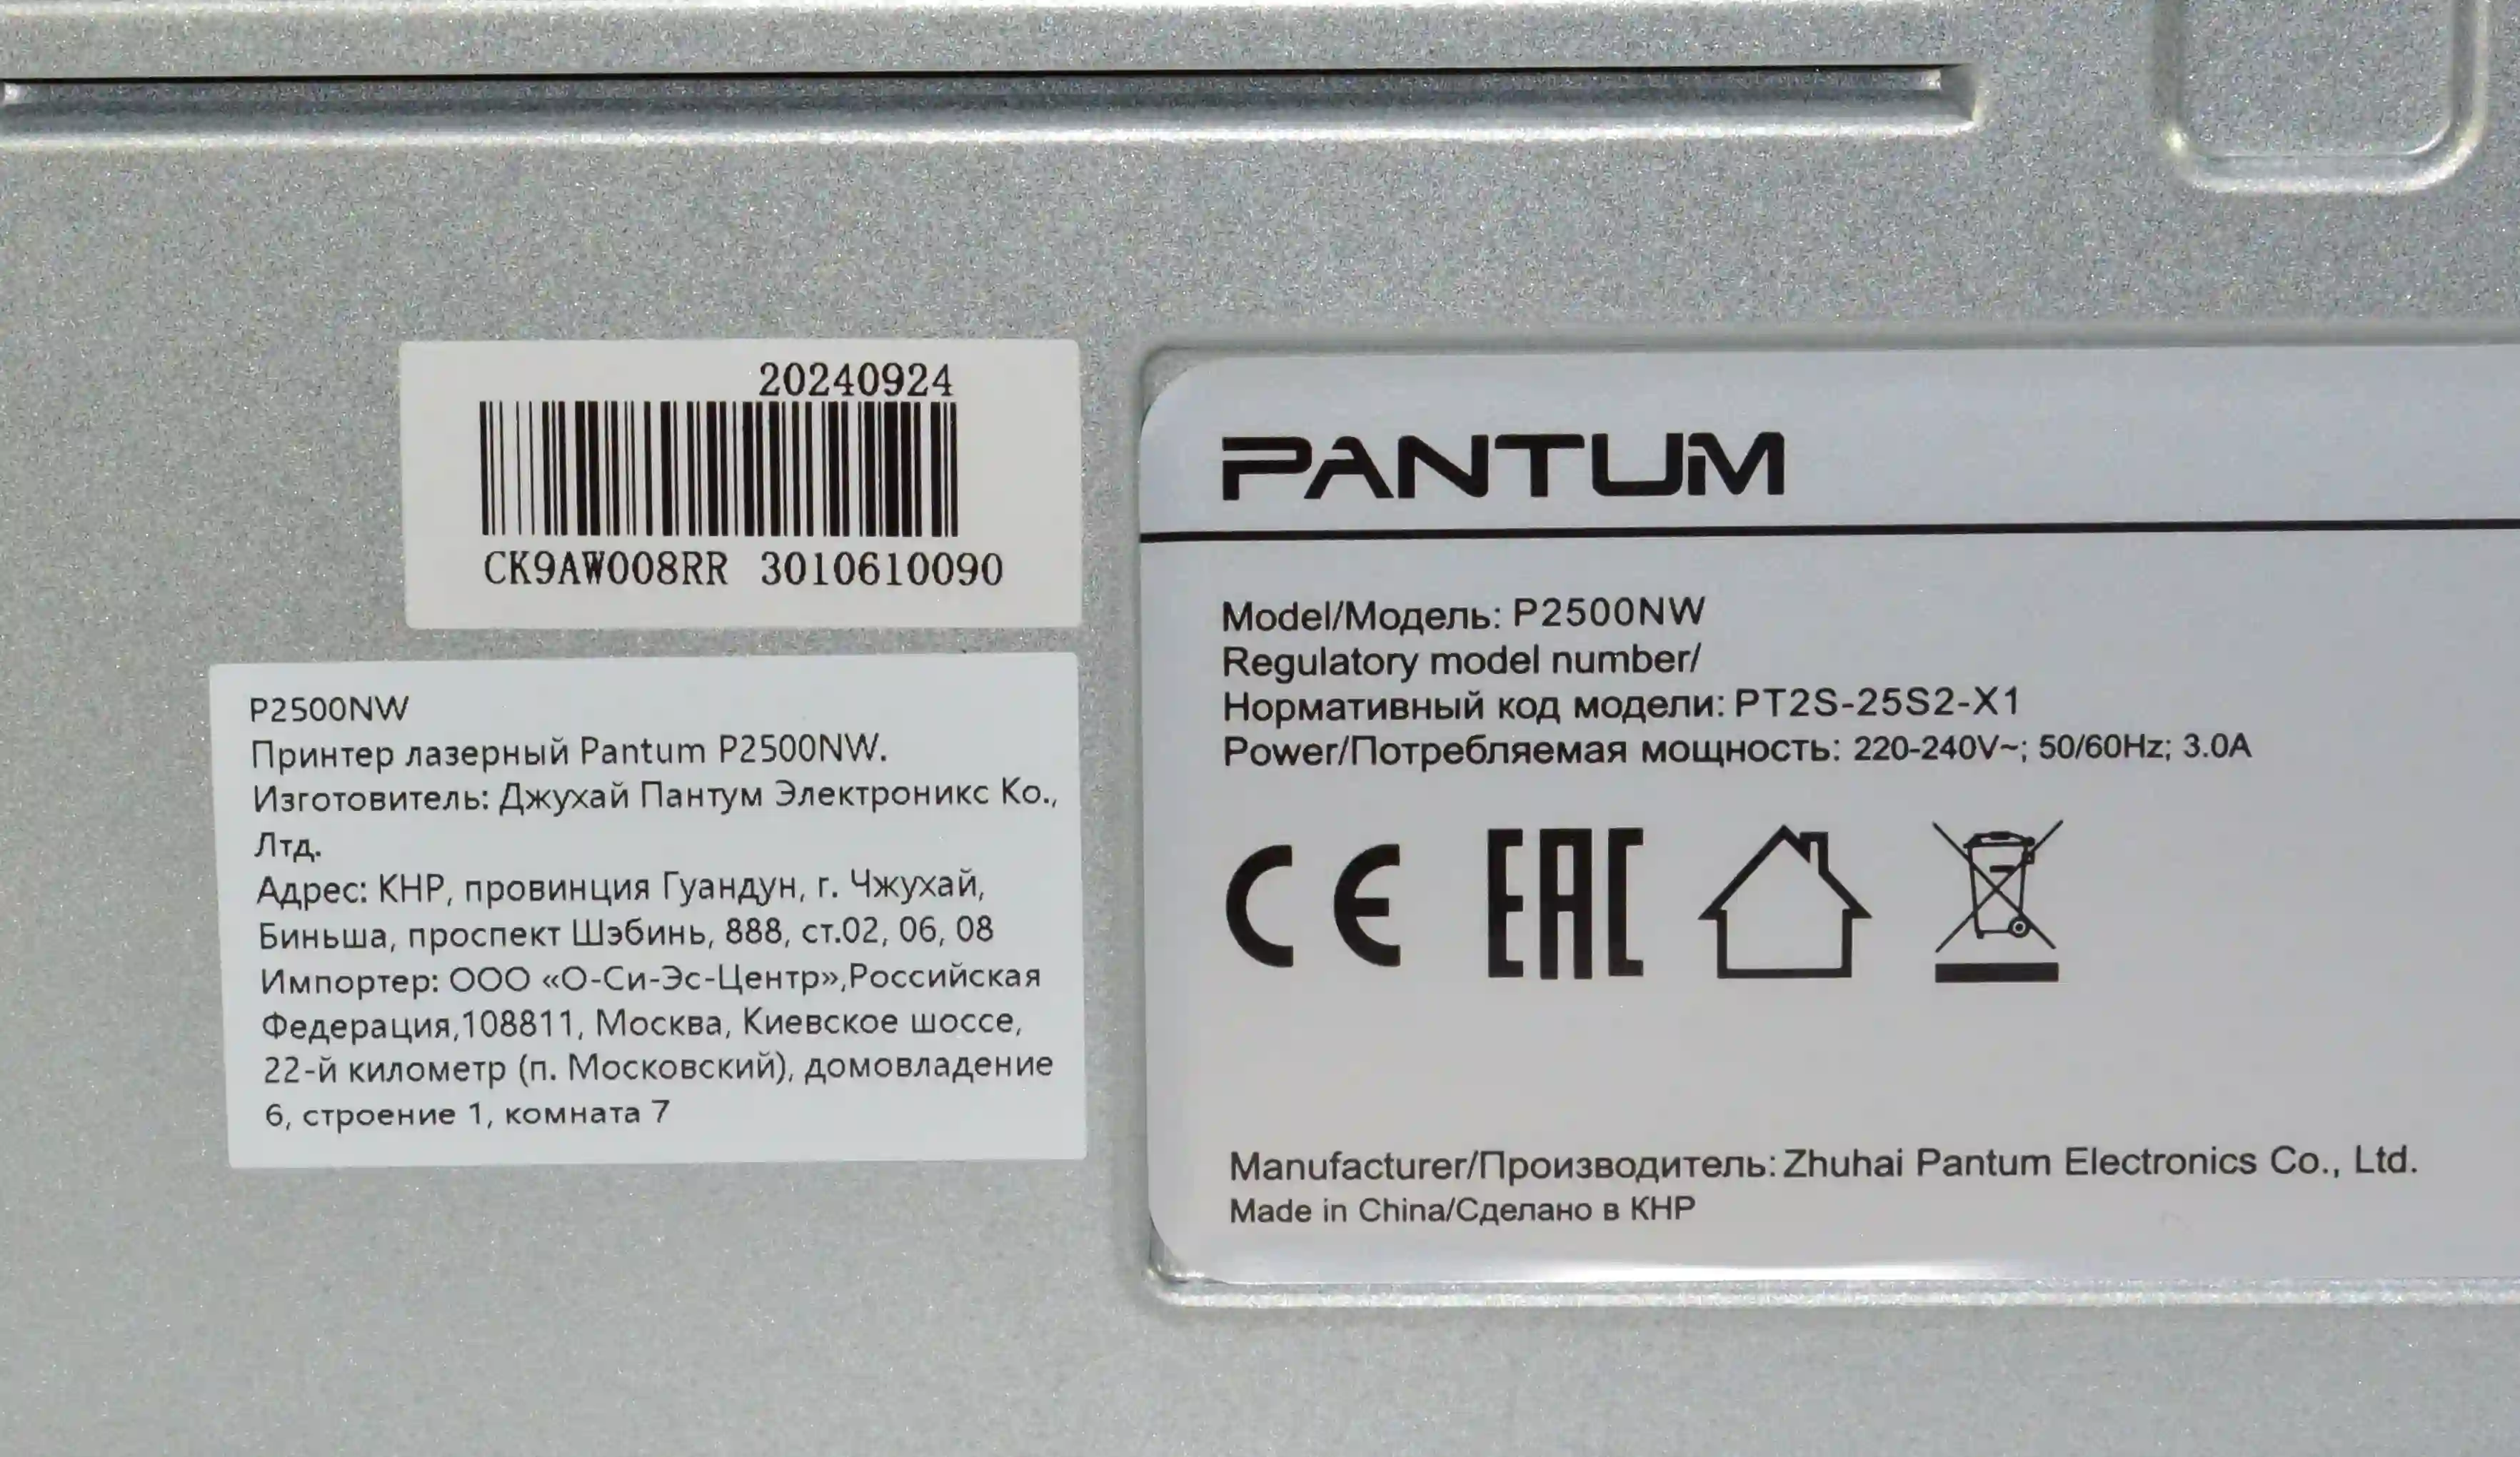 20240924
CK9AW008RR 3010610090
P2500NW
Принтер лазерный Pantum P2500NW.
Изготовитель: Джухай Пантум Электроникс Ко.,
Лтд.
Адрес: КНР, провинция Гуандун, г. Чжухай,
Биньша, проспект Шэбинь, 888, ст.02, 06, 08
Импортер: ООО «О-Си-Эс-Центр»,Российская
Федерация,108811, Москва, Киевское шоссе,
22-й километр (п. Московский), домовладение
6, строение 1, комната 7
PANTUM
Model/Модель: P2500NW
Regulatory model number/
Нормативный код модели: PT2S-25S2-X1
Power/Потребляемая мощность: 220-240V~; 50/60Hz; 3.0A
CE EAC
Manufacturer/Производитель: Zhuhai Pantum Electronics Co., Ltd.
Made in China/Сделано в КНР